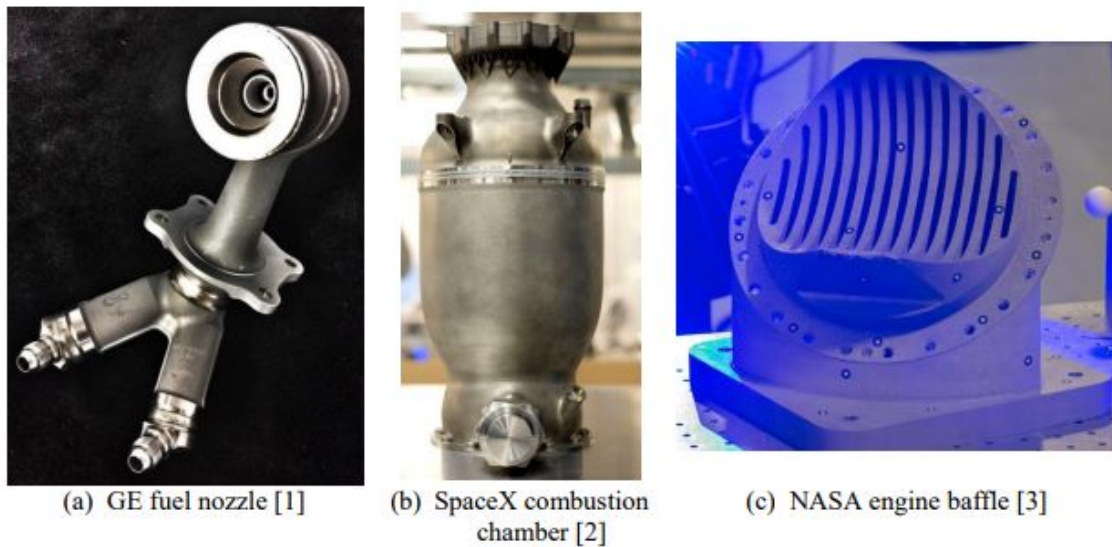 (a) GE fuel nozzle [1]
(b) SpaceX combustion
chamber [2]
(c) NASA engine baffle [3]